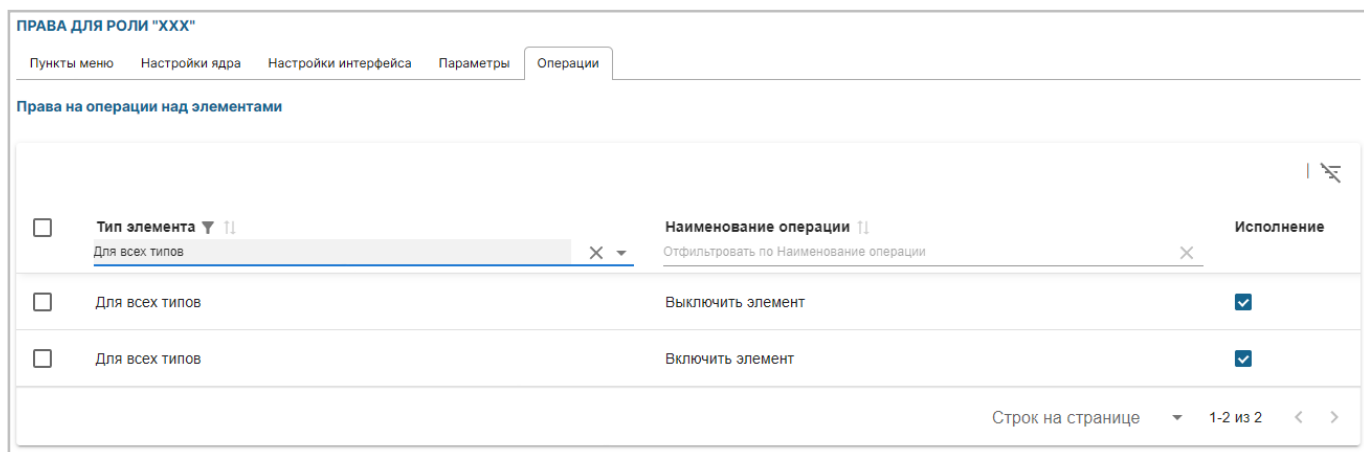 ПРАВА ДЛЯ РОЛИ "XXX"
Пункты меню Настройки ядра Настройки интерфейса Параметры Операции
Права на операции над элементами
Тип элемента Наименование операции Исполнение
Для всех типов Отфильтровать по Наименование операции
Для всех типов Выключить элемент
Для всех типов Включить элемент
Строк на странице 1-2 из 2